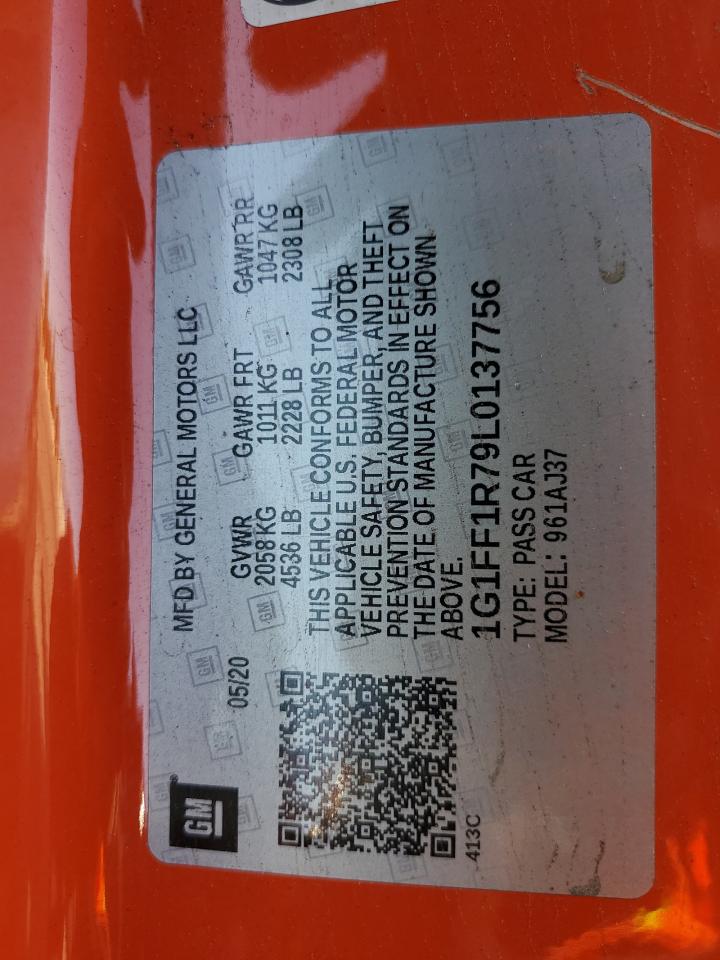 GM
MFD BY GENERAL MOTORS LLC
05/20
GVWR GAWR FRT GAWR RR
2058 KG 1011 KG 1047 KG
4536 LB 2228 LB 2308 LB
THIS VEHICLE CONFORMS TO ALL
APPLICABLE U.S. FEDERAL MOTOR
VEHICLE SAFETY, BUMPER, AND THEFT
PREVENTION STANDARDS IN EFFECT ON
THE DATE OF MANUFACTURE SHOWN
ABOVE.
1G1FF1R79L0137756
TYPE: PASS CAR
MODEL: 961AJ37
413C